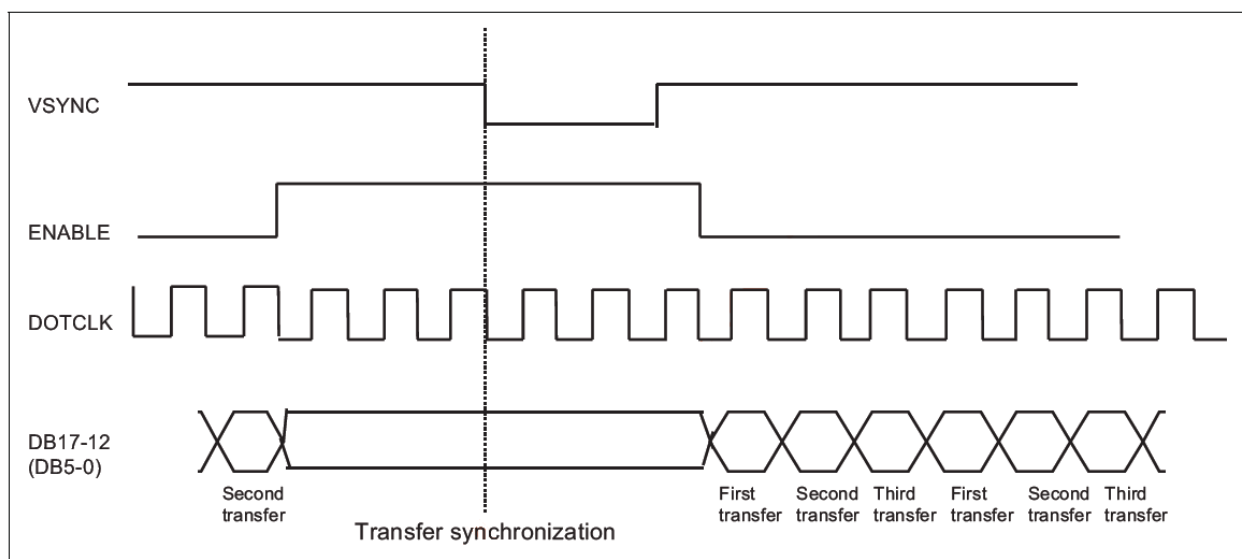 VSYNC
ENABLE
DOTCLK
DB17-12
(DB5-0)
Second
transfer
First
transfer
Second
transfer
Third
transfer
First
transfer
Second
transfer
Third
transfer
Transfer synchronization